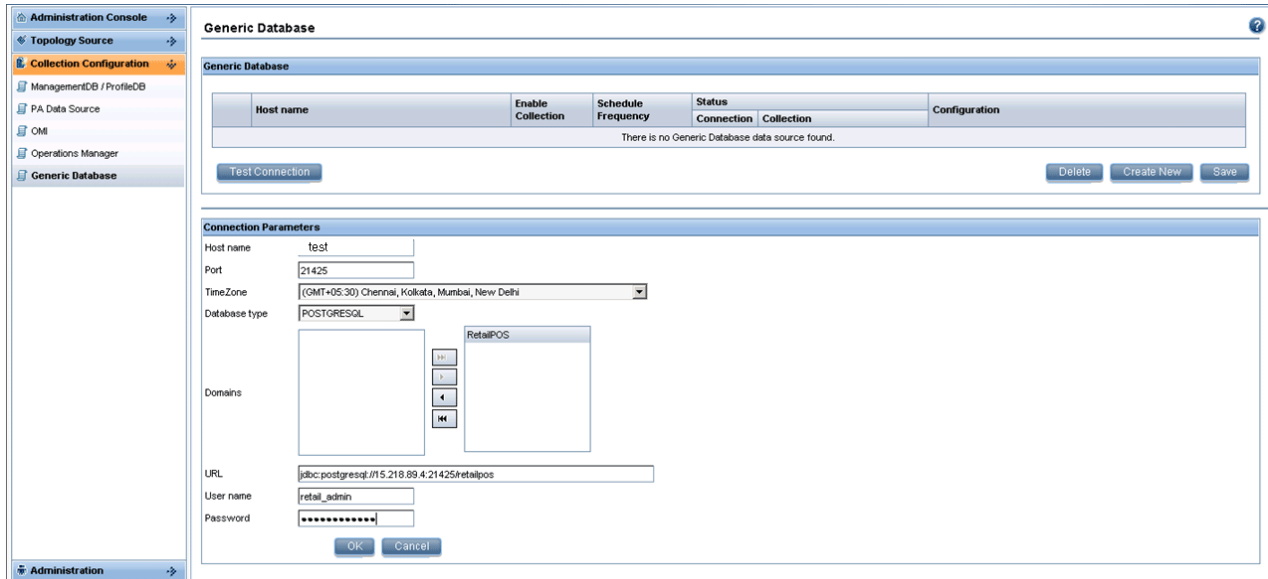 Administration Console
Topology Source
Collection Configuration
ManagementDB / ProfileDB
PA Data Source
OMi
Operations Manager
Generic Database
Administration
Generic Database
?
Generic Database
Host name
Enable Collection
Schedule Frequency
Status
Connection
Collection
Configuration
There is no Generic Database data source found.
Test Connection
Delete
Create New
Save
Connection Parameters
Host name
test
Port
21425
TimeZone
(GMT+05:30) Chennai, Kolkata, Mumbai, New Delhi
Database type
POSTGRESQL
Domains
RetailPOS
URL
jdbc:postgresql://15.218.89.4:21425/retailpos
User name
retail_admin
Password
••••••••••••
OK
Cancel